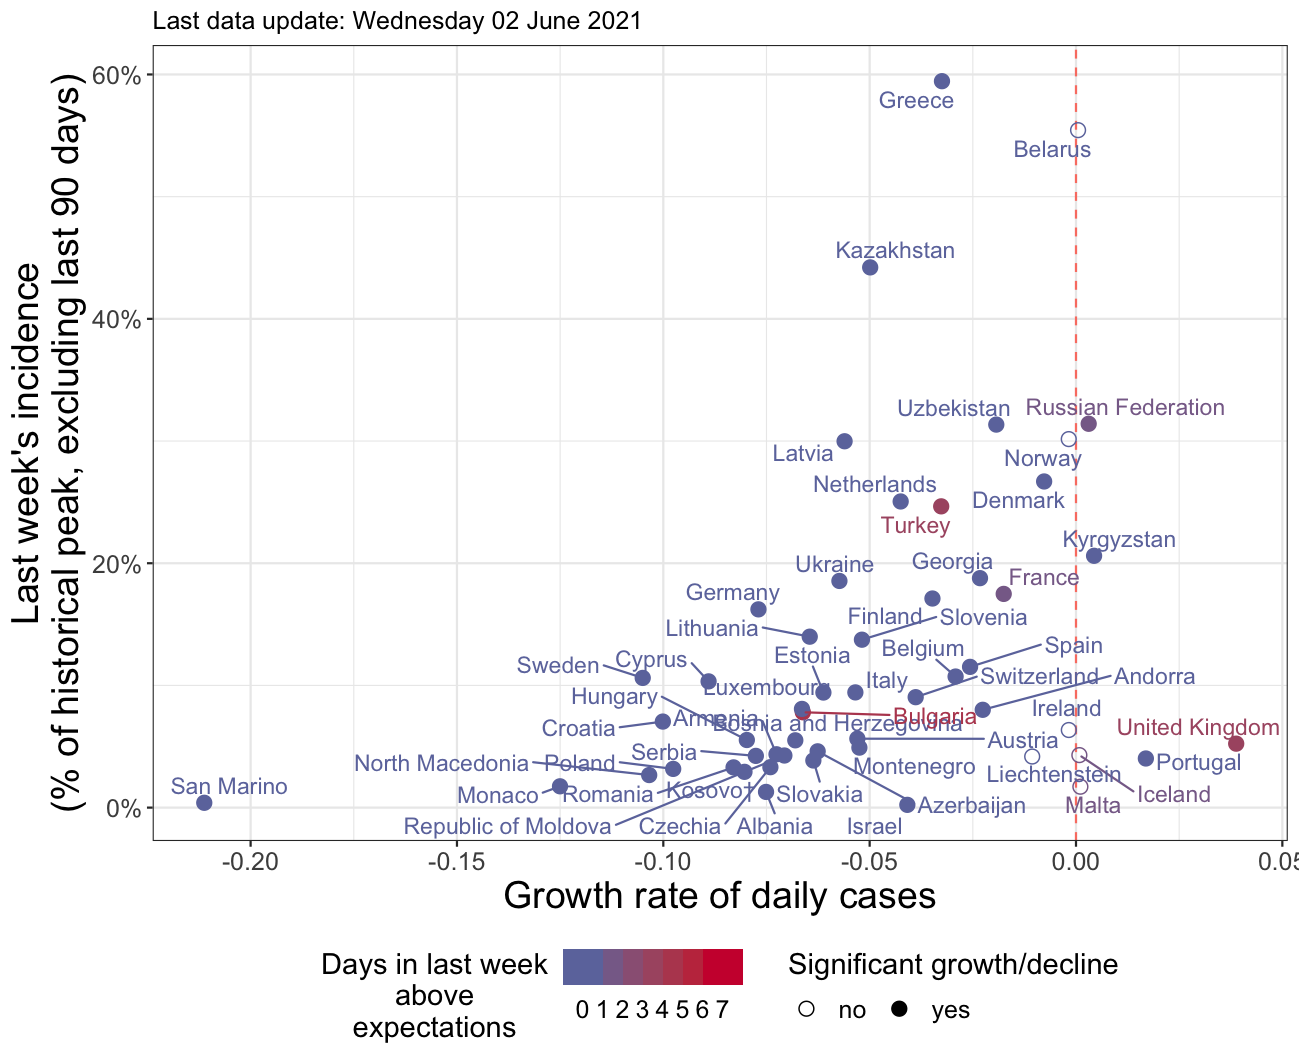 Last data update: Wednesday 02 June 2021
60%
Greece
Belarus
Kazakhstan
40%
Uzbekistan
Russian Federation
Latvia
Norway
Netherlands
Denmark
Turkey
Kyrgyzstan
20%
Ukraine
Georgia
France
Germany
Finland
Slovenia
Lithuania
Estonia
Belgium
Spain
Sweden
Cyprus
Italy
Switzerland
Andorra
Hungary
Luxembourg
Ireland
Croatia
Armenia
Bosnia and Herzegovina
Bulgaria
United Kingdom
Serbia
Austria
North Macedonia
Poland
Montenegro
Portugal
San Marino
Liechtenstein
Monaco
Romania
Kosovo†
Slovakia
Iceland
Azerbaijan
Malta
Republic of Moldova
Czechia
Albania
Israel
0%
-0.20
-0.15
-0.10
-0.05
0.00
0.05
Growth rate of daily cases
Last week's incidence
(% of historical peak, excluding last 90 days)
Days in last week
above
expectations
0 1 2 3 4 5 6 7
Significant growth/decline
no
yes